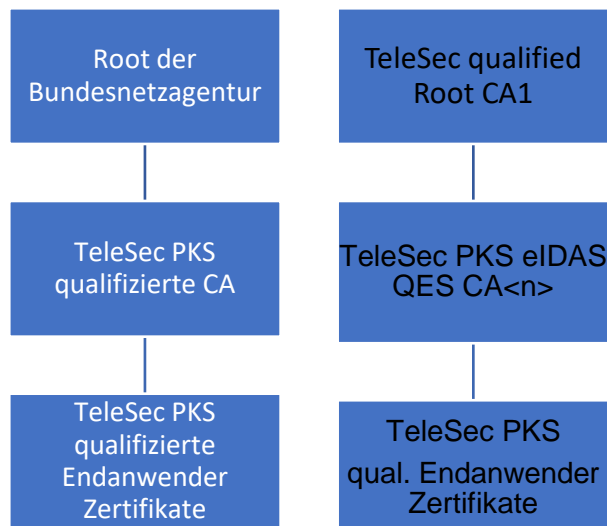 Root der
Bundesnetzagentur
TeleSec PKS
qualifizierte CA
TeleSec PKS
qualifizierte
Endanwender
Zertifikate
TeleSec qualified
Root CA1
TeleSec PKS eIDAS
QES CA<n>
TeleSec PKS
qual. Endanwender
Zertifikate